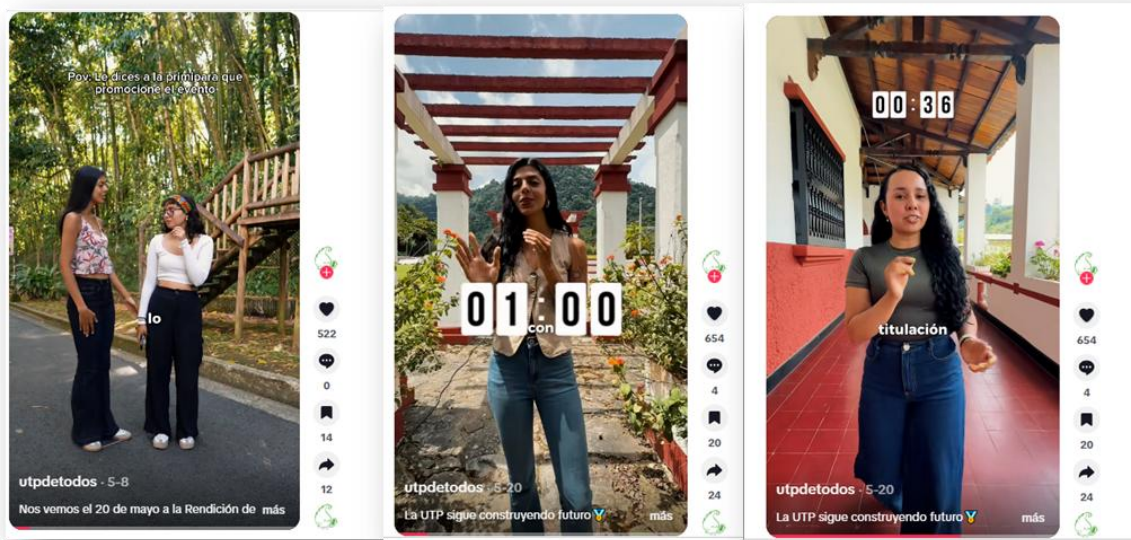 Pov: Le dices a la primipara que
promocione el evento
lo
522
0
14
12
utpdetodos · 5-8
Nos vemos el 20 de mayo a la Rendición de más
01:00
con
654
4
20
24
utpdetodos · 5-20
La UTP sigue construyendo futuro🏅 más
00:36
titulación
654
4
20
24
utpdetodos · 5-20
La UTP sigue construyendo futuro🏅 más